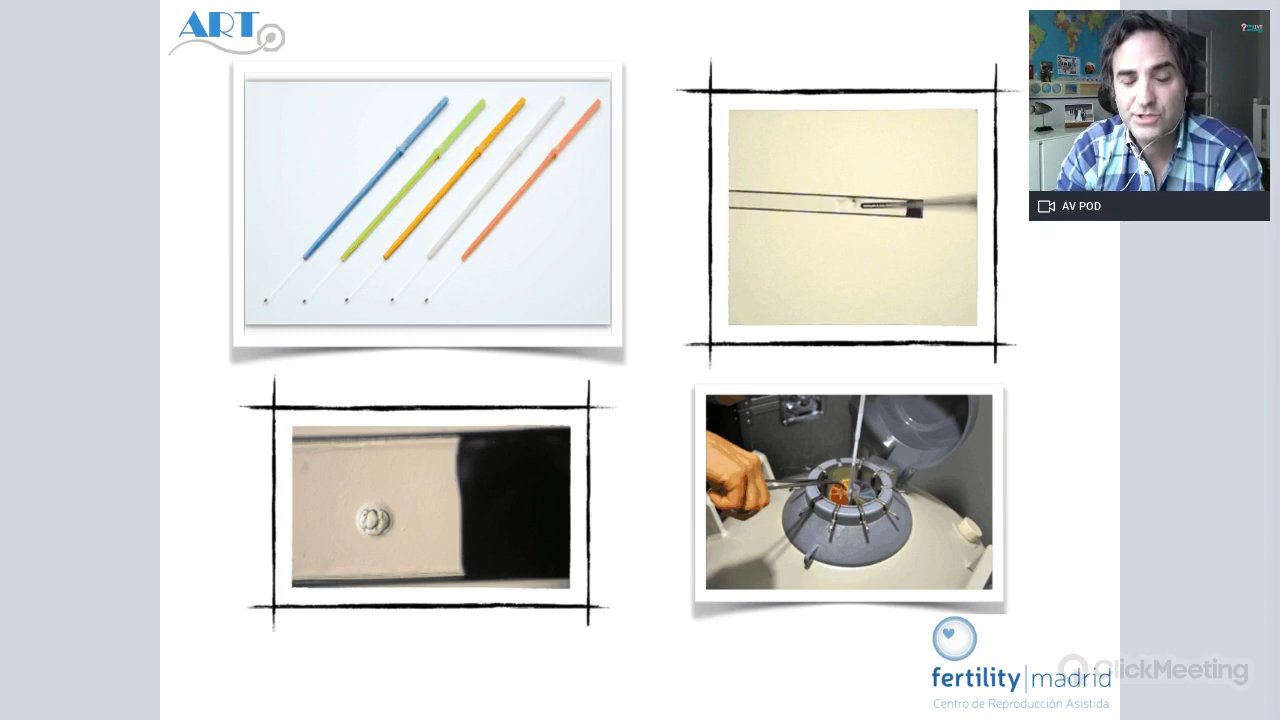 ART
AV POD
fertility|madrid
Centro de Reproducción Asistida
ClickMeeting